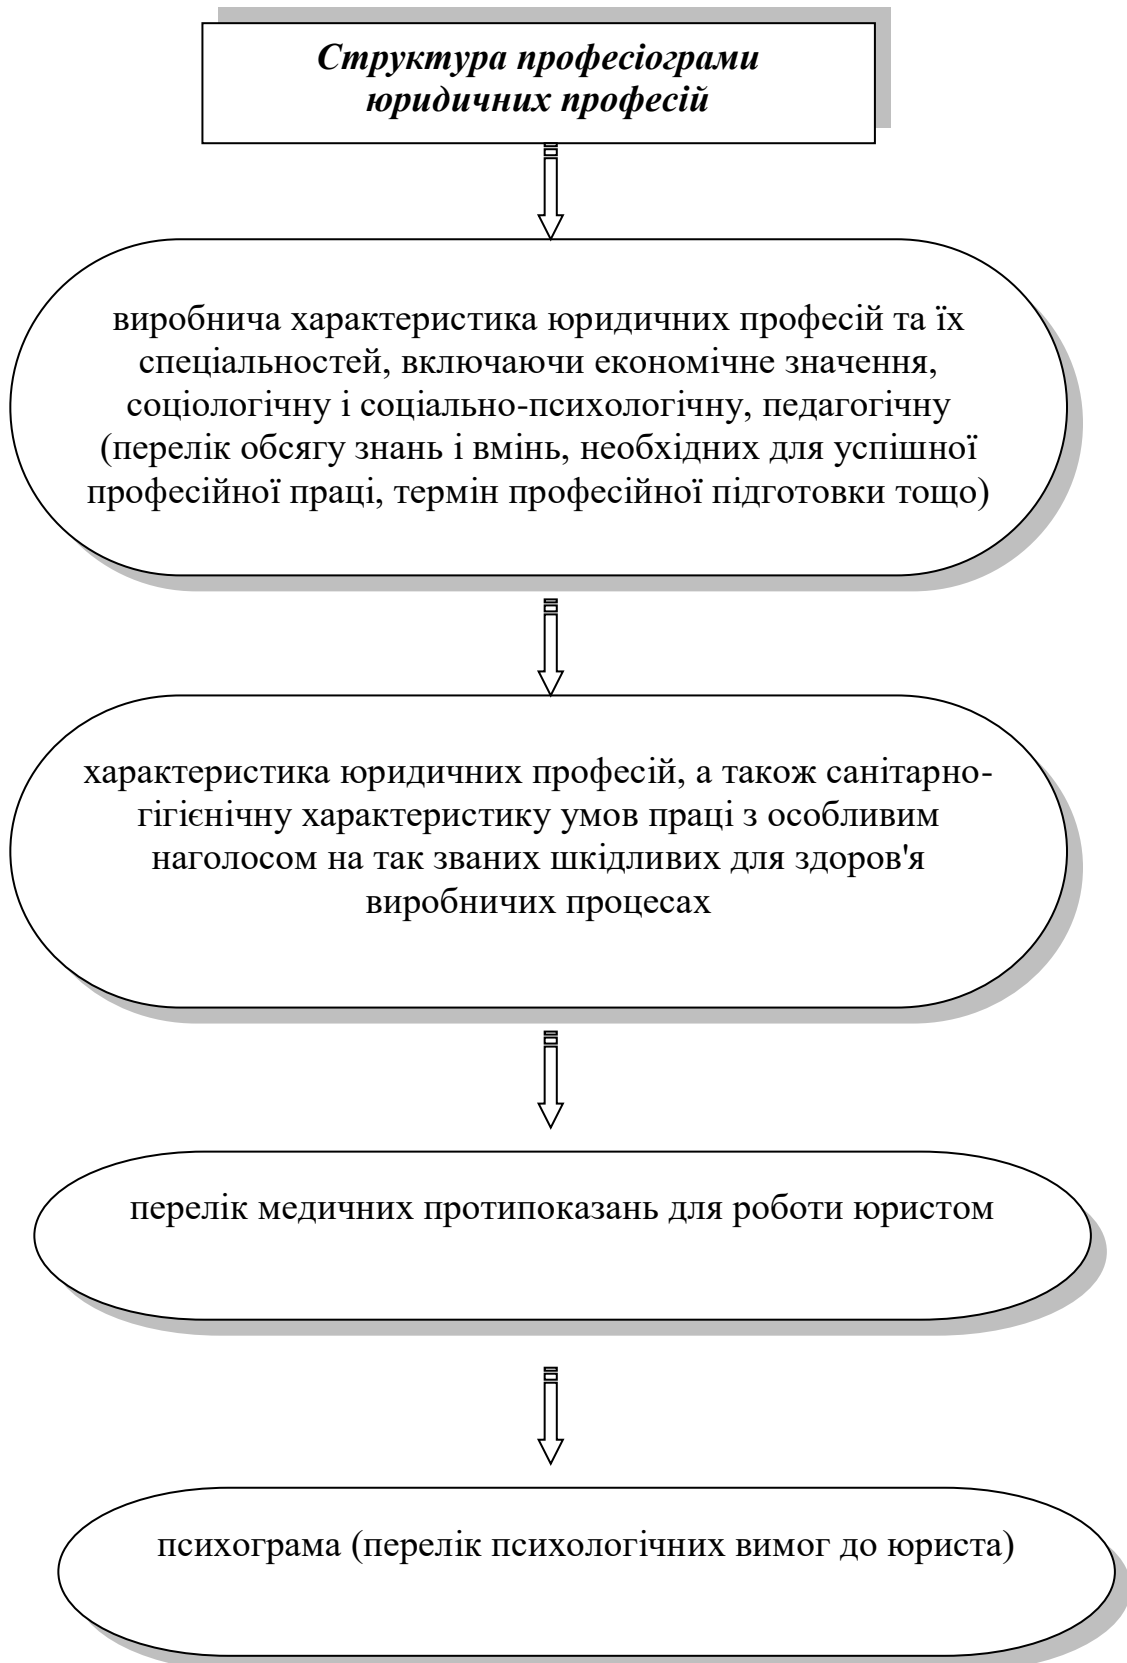 Структура професіограми
юридичних професій
виробнича характеристика юридичних професій та їх
спеціальностей, включаючи економічне значення,
соціологічну і соціально-психологічну, педагогічну
(перелік обсягу знань і вмінь, необхідних для успішної
професійної праці, термін професійної підготовки тощо)
характеристика юридичних професій, а також санітарно-
гігієнічну характеристику умов праці з особливим
наголосом на так званих шкідливих для здоров'я
виробничих процесах
перелік медичних протипоказань для роботи юристом
психограма (перелік психологічних вимог до юриста)